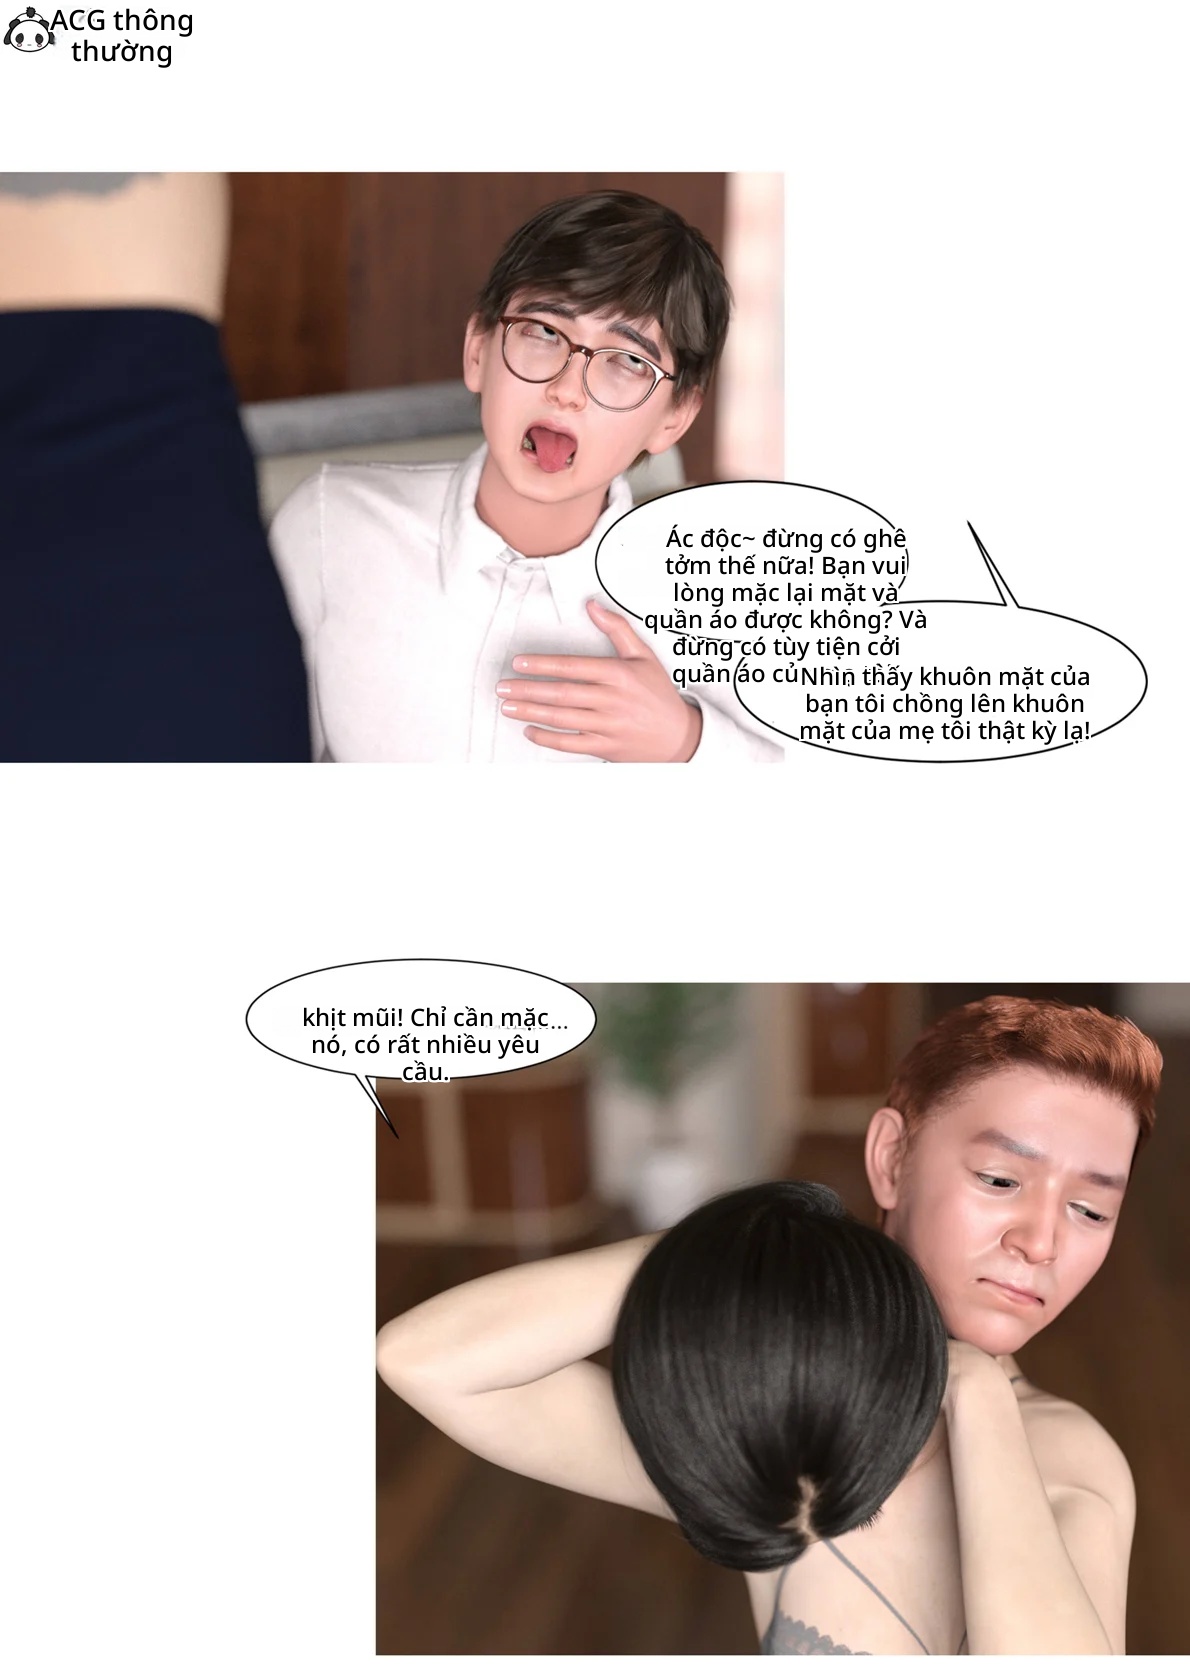 ACG thông
thường
Ác độc~ đừng có ghê
tởm thế nữa! Bạn vui
lòng mặc lại mặt và
quần áo được không? Và
đừng có tùy tiện cởi
quần áo củ
Nhìn thấy khuôn mặt của
bạn tôi chồng lên khuôn
mặt của mẹ tôi thật kỳ lạ!
khịt mũi! Chỉ cần mặc...
nó, có rất nhiều yêu
cầu.